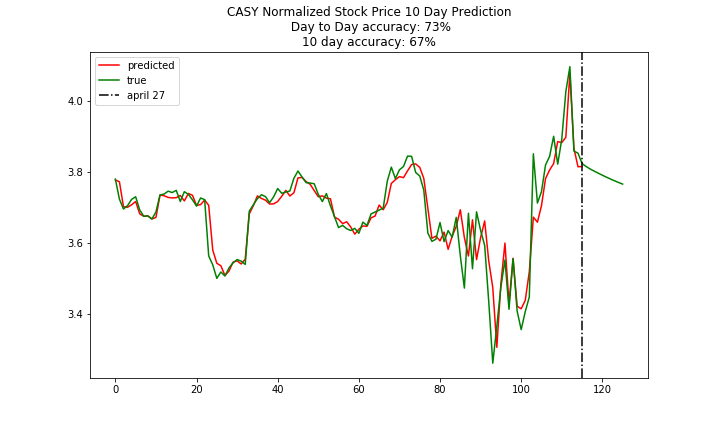 CASY Normalized Stock Price 10 Day Prediction
Day to Day accuracy: 73%
10 day accuracy: 67%
predicted
true
april 27
4.0
3.8
3.6
3.4
0 20 40 60 80 100 120